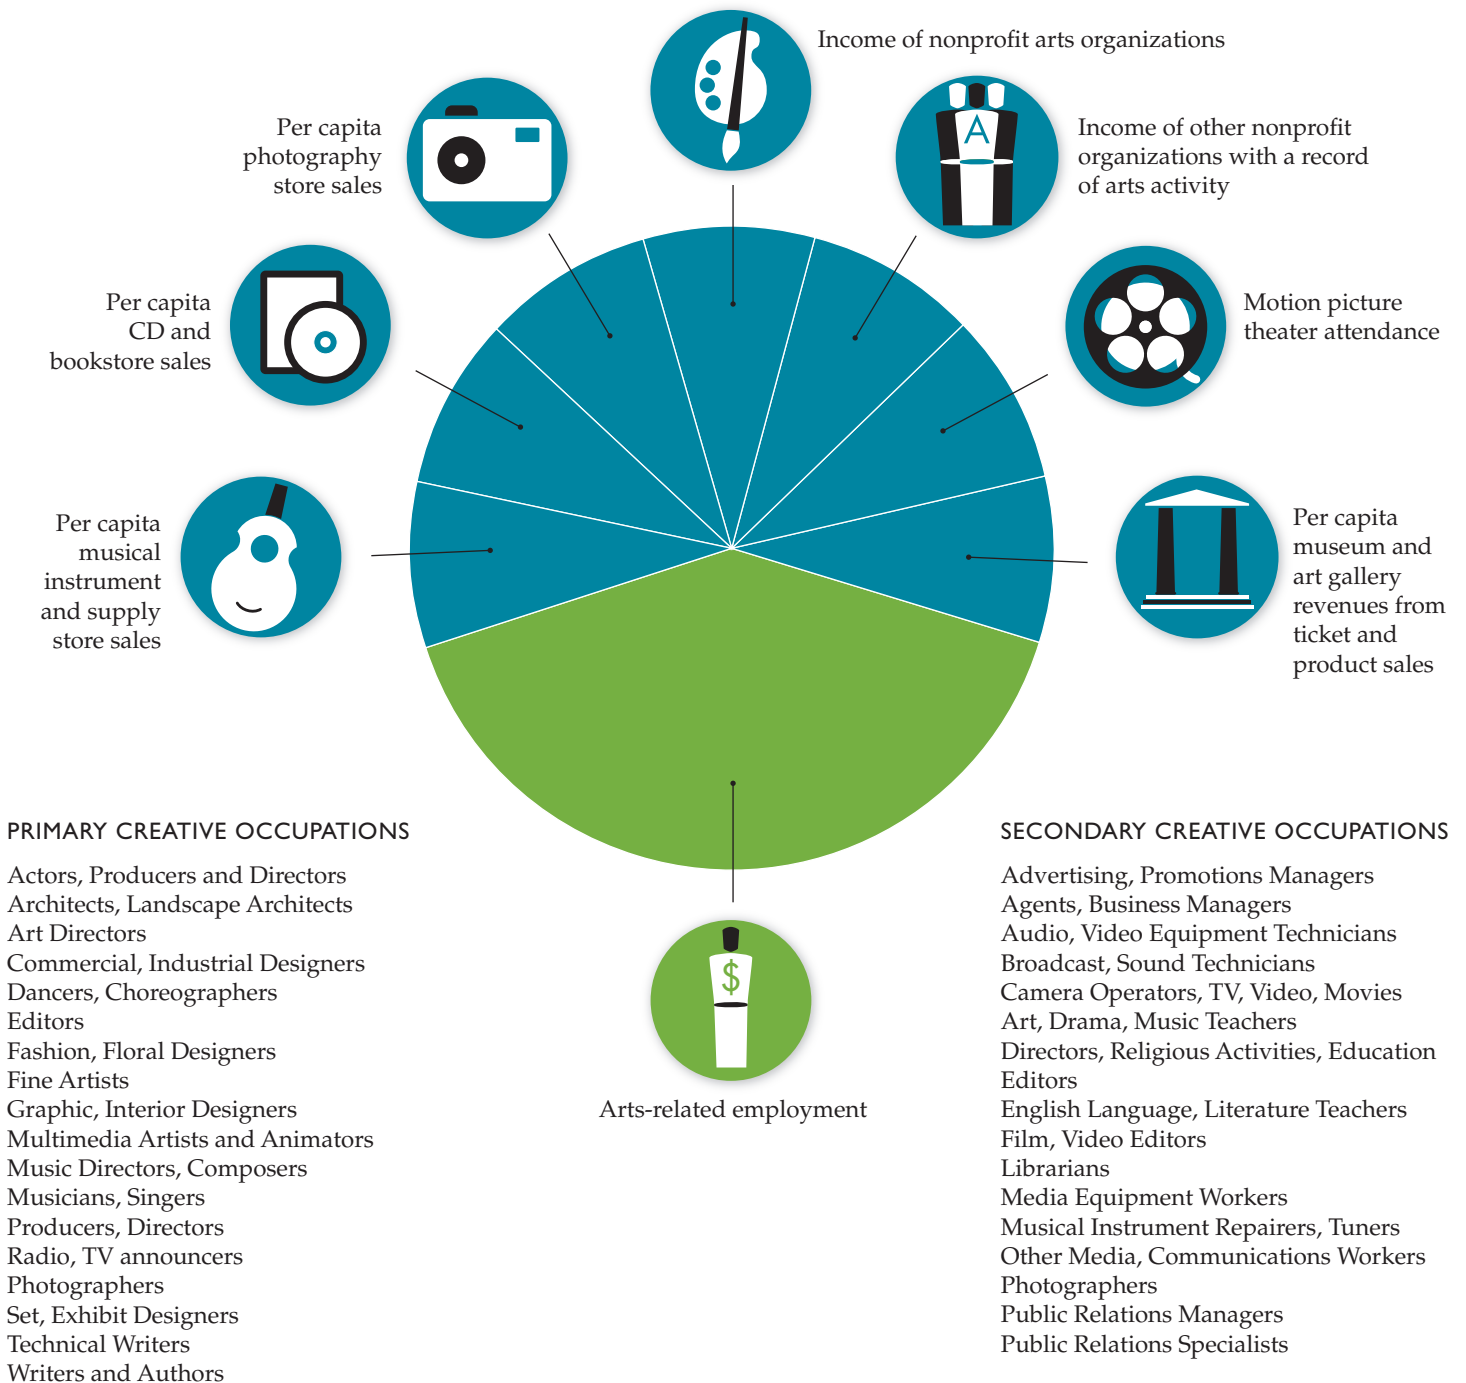 Income of nonprofit arts organizations
Per capita
photography
store sales
A
Income of other nonprofit
organizations with a record
of arts activity
Per capita
CD and
bookstore sales
Motion picture
theater attendance
Per capita
musical
instrument
and supply
store sales
Per capita
museum and
art gallery
revenues from
ticket and
product sales
$
Arts-related employment
PRIMARY CREATIVE OCCUPATIONS
Actors, Producers and Directors
Architects, Landscape Architects
Art Directors
Commercial, Industrial Designers
Dancers, Choreographers
Editors
Fashion, Floral Designers
Fine Artists
Graphic, Interior Designers
Multimedia Artists and Animators
Music Directors, Composers
Musicians, Singers
Producers, Directors
Radio, TV announcers
Photographers
Set, Exhibit Designers
Technical Writers
Writers and Authors
SECONDARY CREATIVE OCCUPATIONS
Advertising, Promotions Managers
Agents, Business Managers
Audio, Video Equipment Technicians
Broadcast, Sound Technicians
Camera Operators, TV, Video, Movies
Art, Drama, Music Teachers
Directors, Religious Activities, Education
Editors
English Language, Literature Teachers
Film, Video Editors
Librarians
Media Equipment Workers
Musical Instrument Repairers, Tuners
Other Media, Communications Workers
Photographers
Public Relations Managers
Public Relations Specialists